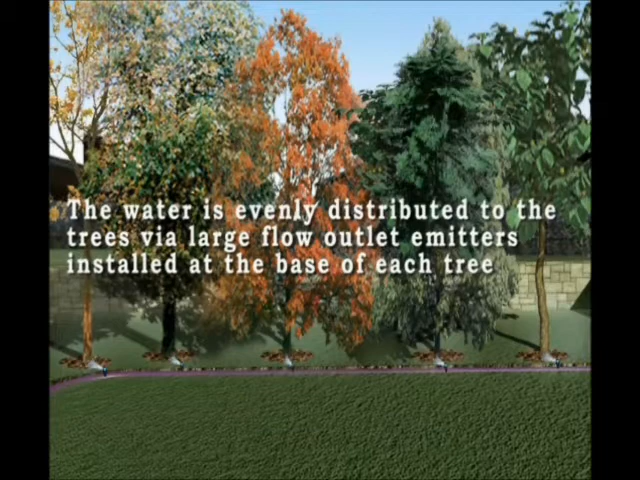 The water is evenly distributed to the
trees via large flow outlet emitters
installed at the base of each tree